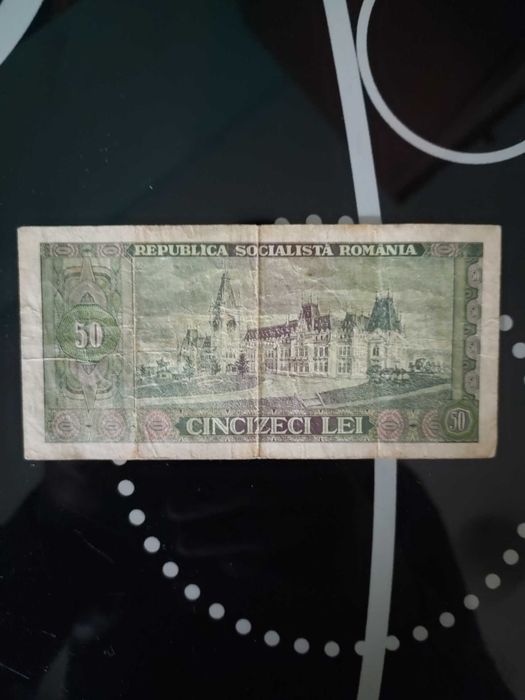 REPUBLICA SOCIALISTĂ ROMÂNIA
50
CINCIZECI LEI
50